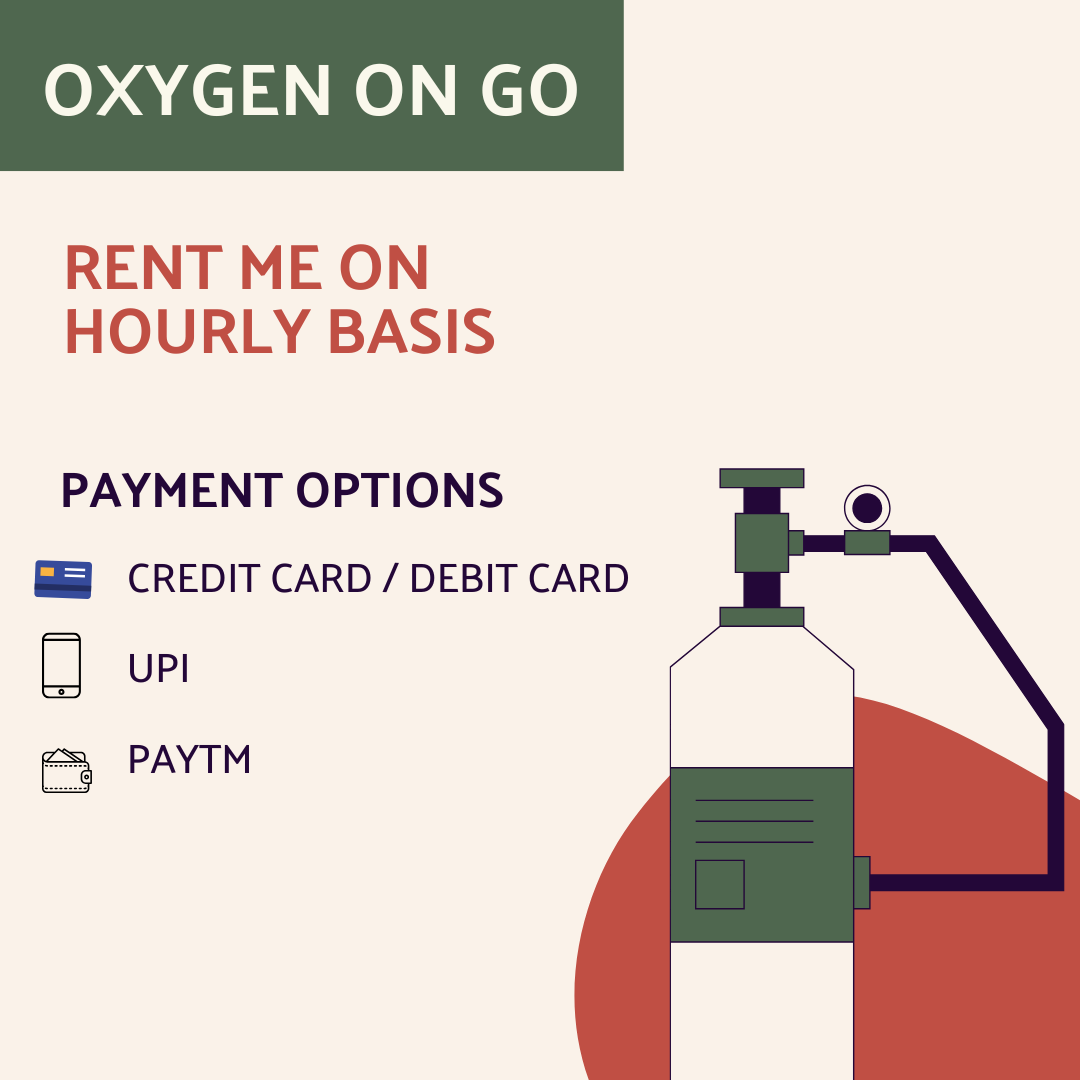 OXYGEN ON GO
RENT ME ON
HOURLY BASIS
PAYMENT OPTIONS
CREDIT CARD / DEBIT CARD
UPI
PAYTM